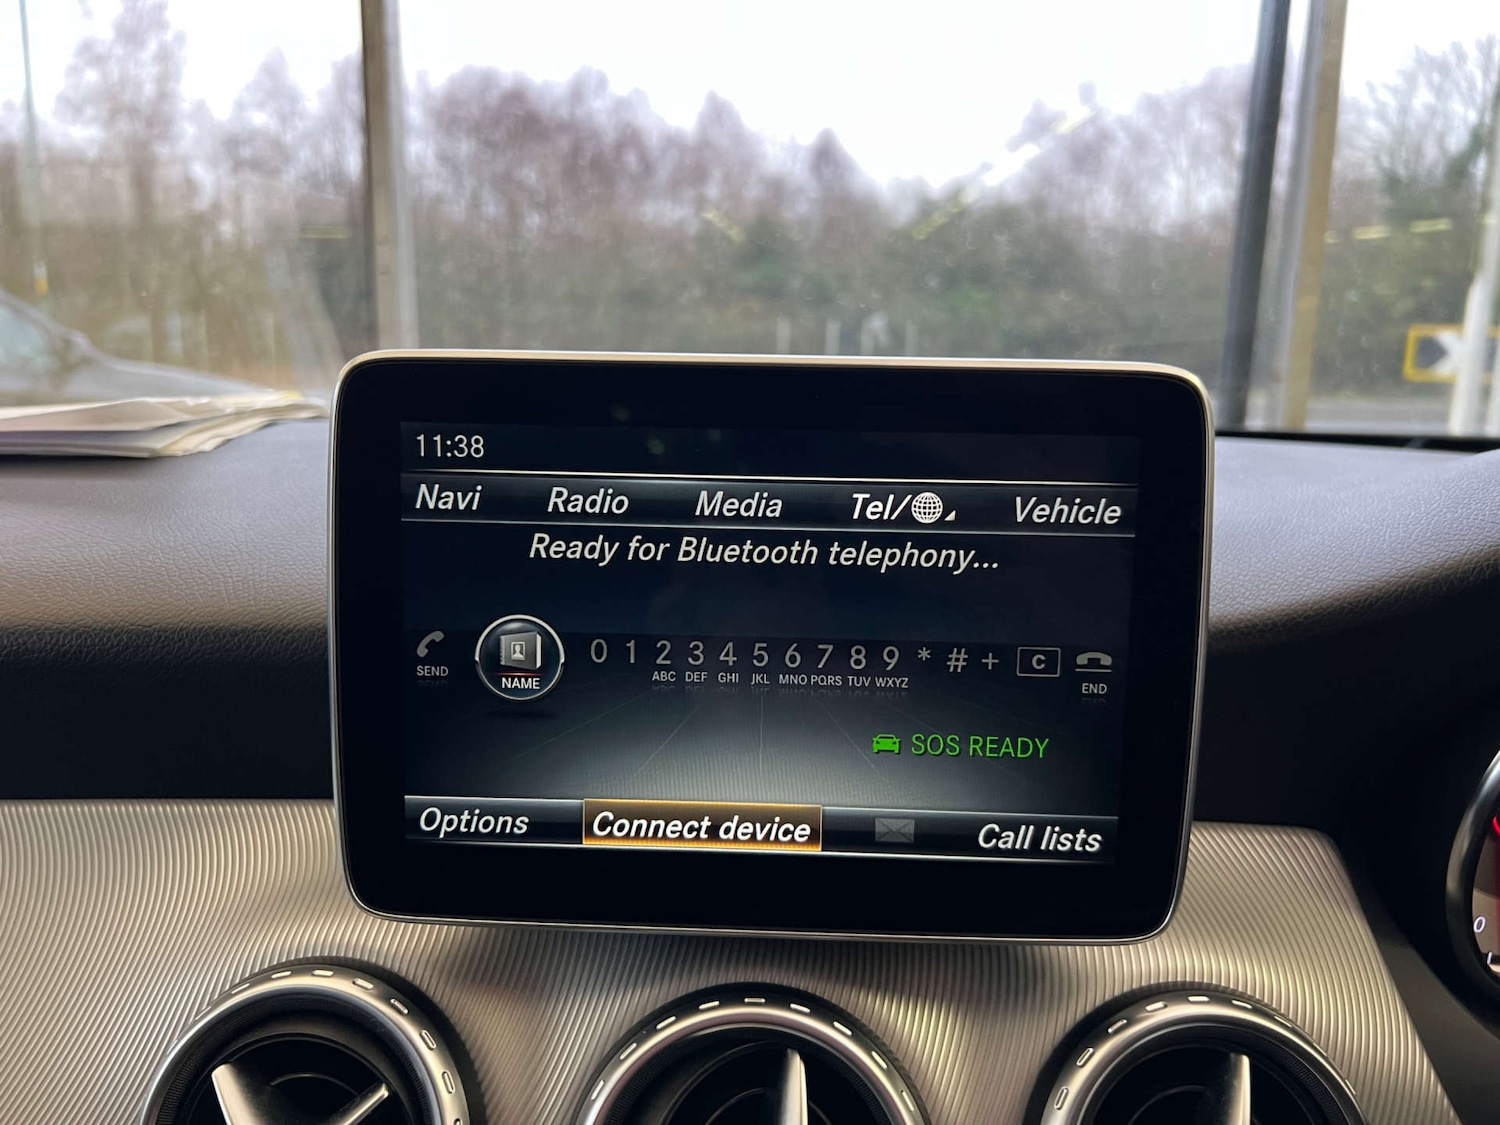 11:38
Navi Radio Media Tel/ Vehicle
Ready for Bluetooth telephony...
0 1 2 3 4 5 6 7 8 9 * # + C
SEND NAME ABC DEF GHI JKL MNO PQRS TUV WXYZ END
SOS READY
Options Connect device Call lists
0